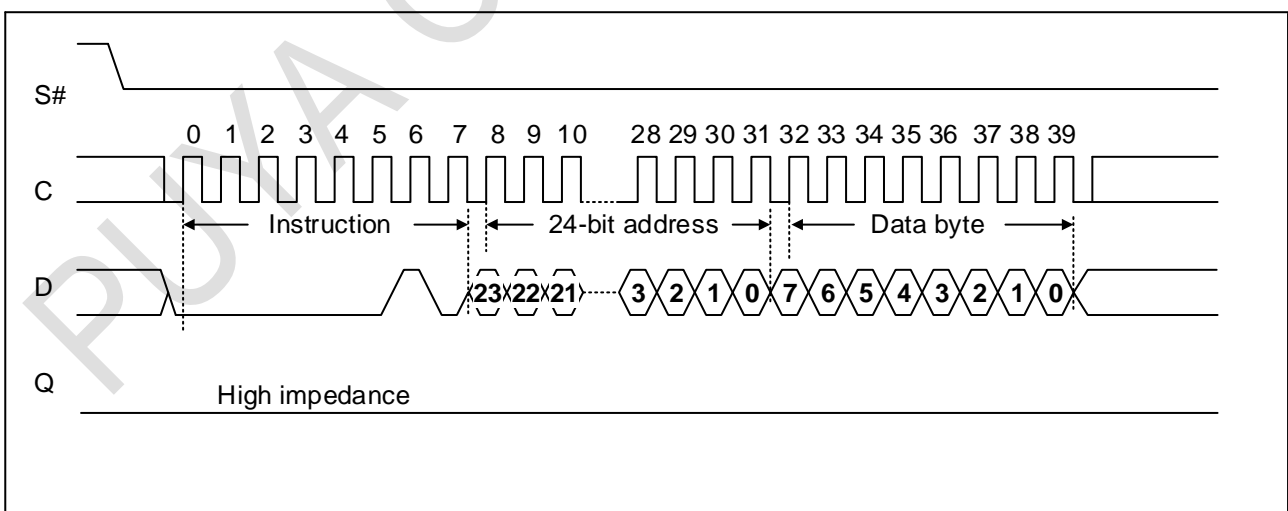 PUYA C
S#
0 1 2 3 4 5 6 7 8 9 10 28 29 30 31 32 33 34 35 36 37 38 39
C
Instruction 24-bit address Data byte
D
23 22 21 3 2 1 0 7 6 5 4 3 2 1 0
Q
High impedance